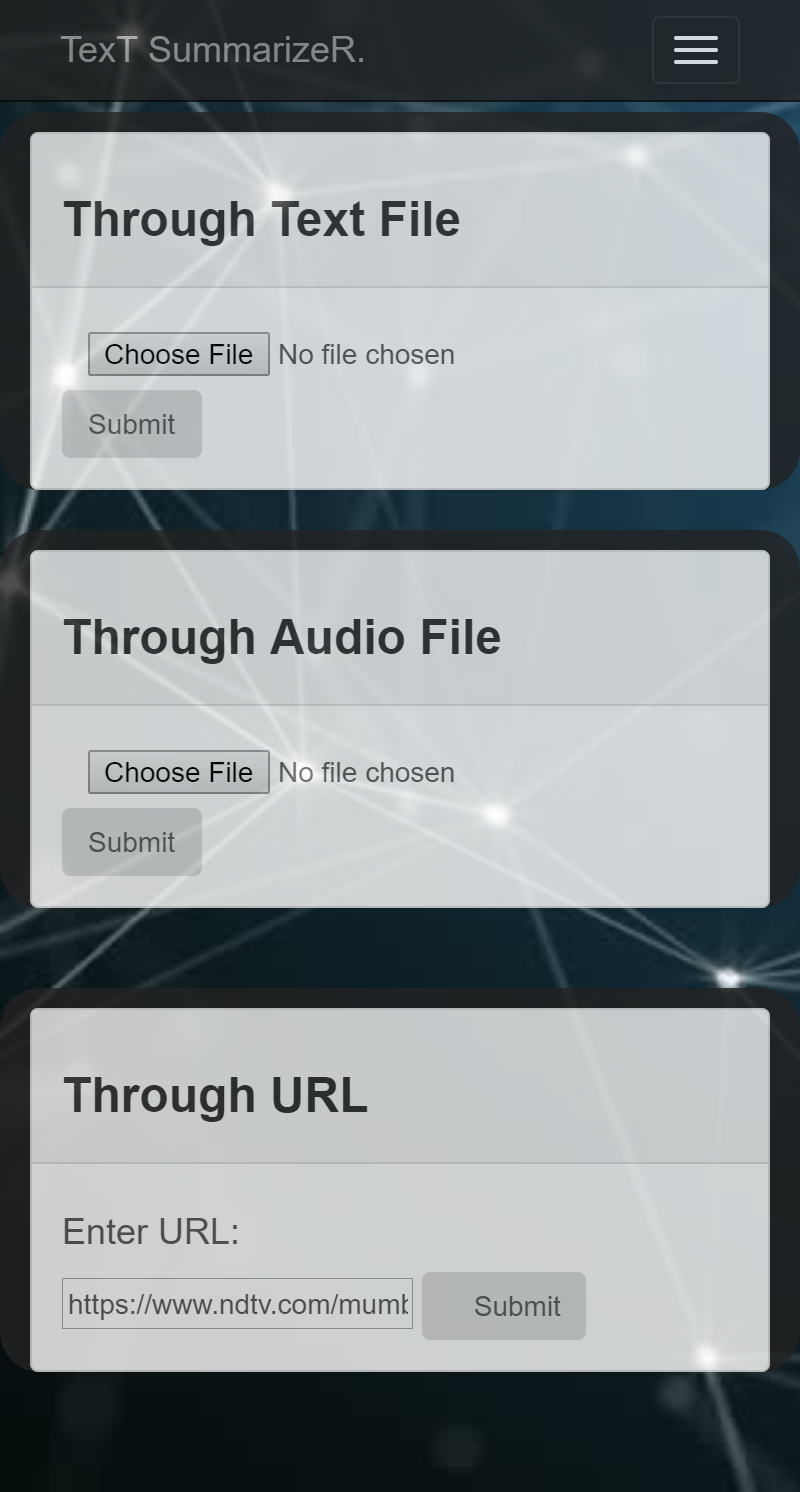 TexT SummarizeR.
Through Text File
Choose File No file chosen
Submit
Through Audio File
Choose File No file chosen
Submit
Through URL
Enter URL:
https://www.ndtv.com/mumb Submit